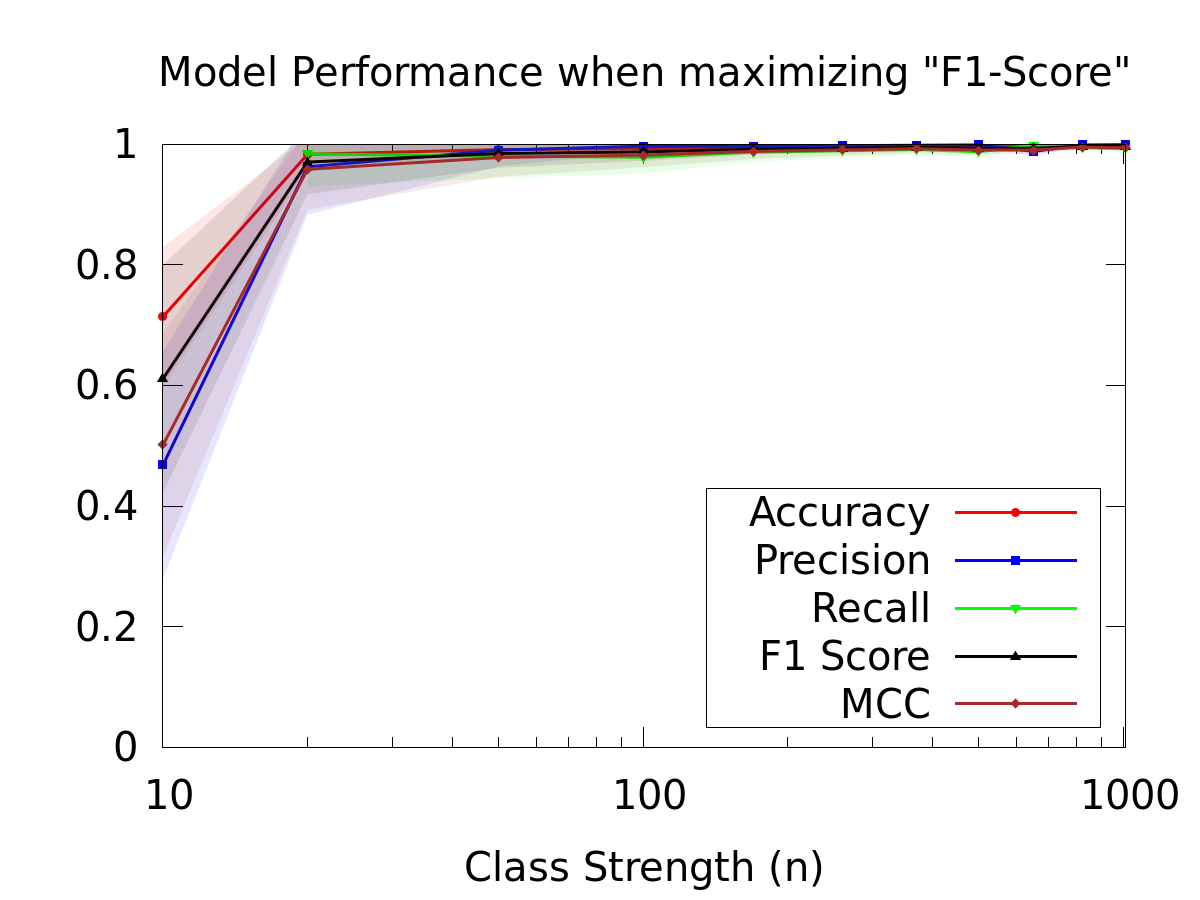 Model Performance when maximizing "F1-Score"
1
0.8
0.6
0.4
0.2
0
Accuracy
Precision
Recall
F1 Score
MCC
10 100 1000
Class Strength (n)